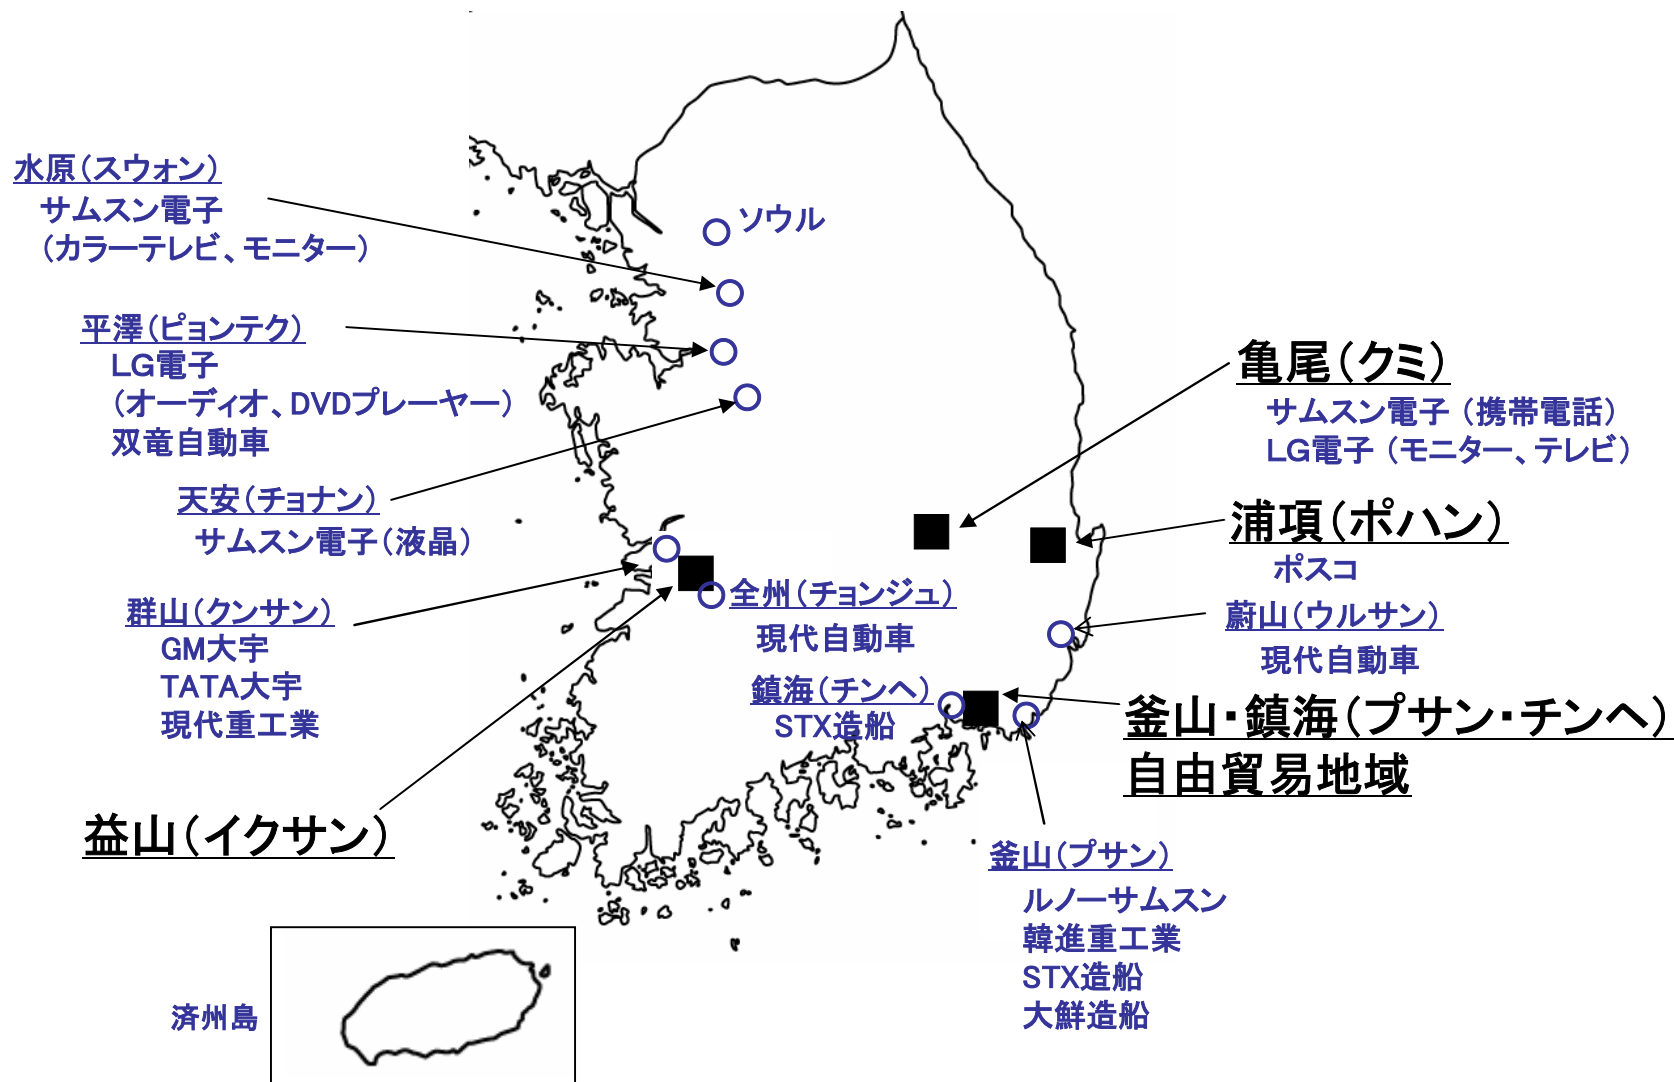 水原（スウォン）
サムスン電子
（カラーテレビ、モニター）
ソウル
平澤（ピョンテク）
LG電子
（オーディオ、DVDプレーヤー）
双竜自動車
天安（チョナン）
サムスン電子（液晶）
群山（クンサン）
GM大宇
TATA大宇
現代重工業
益山（イクサン）
全州（チョンジュ）
現代自動車
鎮海（チンヘ）
STX造船
亀尾（クミ）
サムスン電子（携帯電話）
LG電子（モニター、テレビ）
浦項（ポハン）
ポスコ
蔚山（ウルサン）
現代自動車
釜山・鎮海（プサン・チンヘ）
自由貿易地域
釜山（プサン）
ルノーサムスン
韓進重工業
STX造船
大鮮造船
済州島